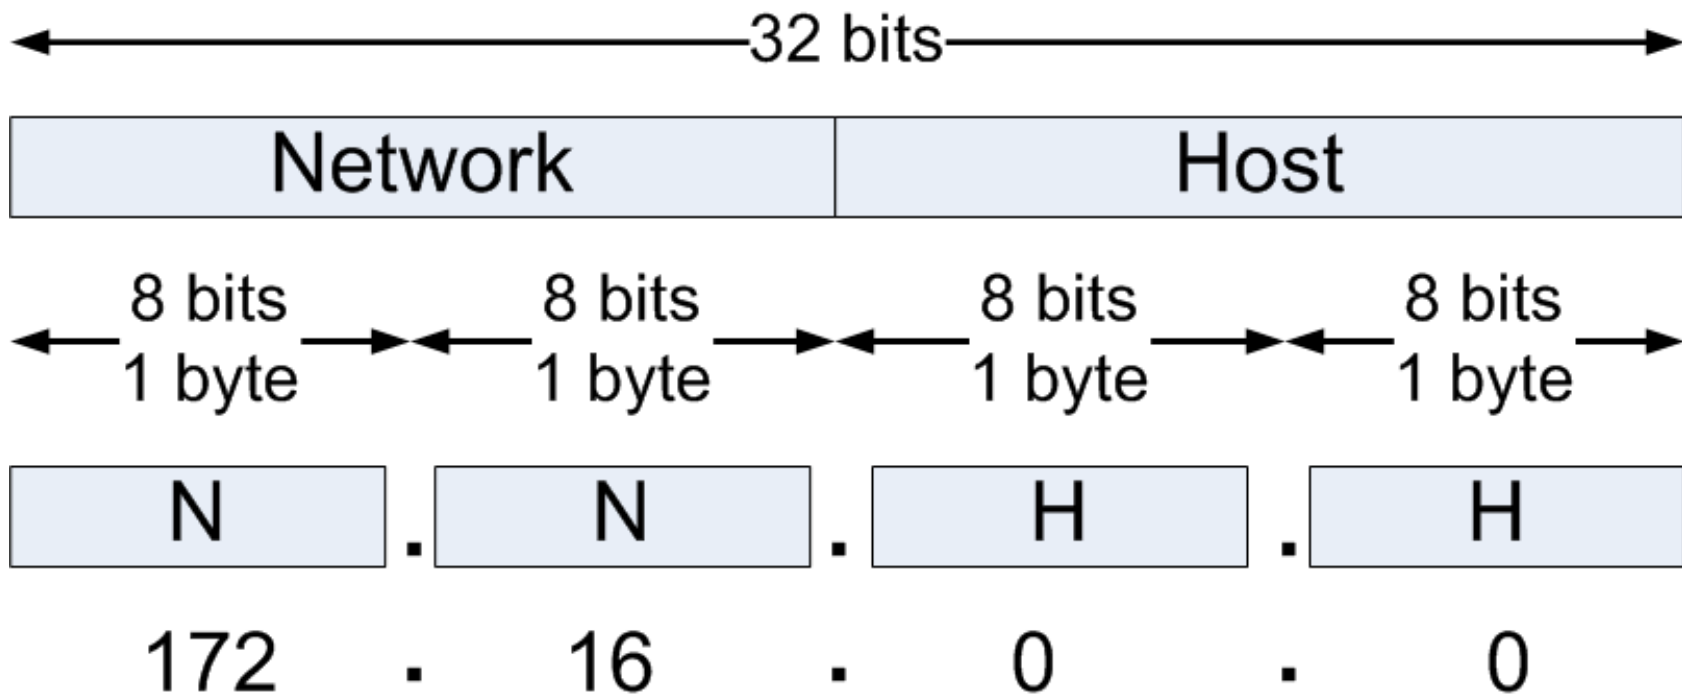 32 bits
Network Host
8 bits 8 bits 8 bits 8 bits
1 byte 1 byte 1 byte 1 byte
N . N . H . H
172 . 16 . 0 . 0